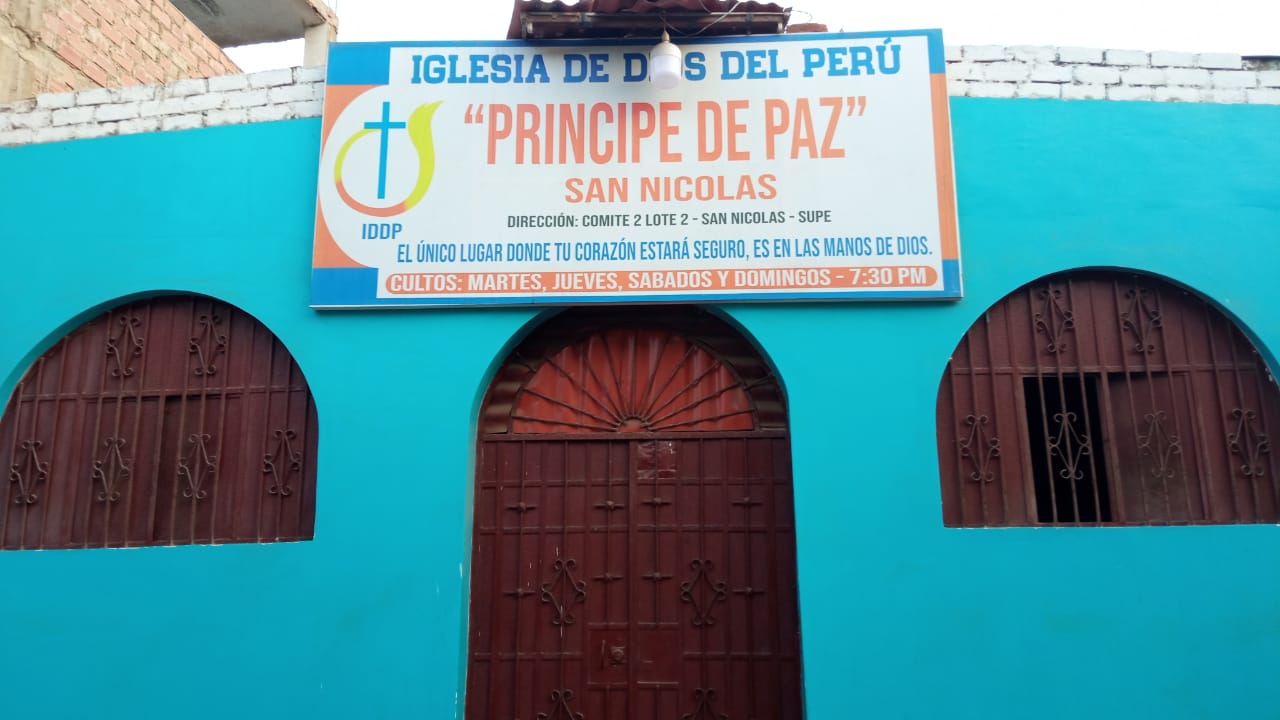 IGLESIA DE DIOS DEL PERÚ
"PRINCIPE DE PAZ"
SAN NICOLAS
DIRECCIÓN: COMITE 2 LOTE 2 - SAN NICOLAS - SUPE
IDDP
EL ÚNICO LUGAR DONDE TU CORAZÓN ESTARÁ SEGURO, ES EN LAS MANOS DE DIOS.
CULTOS: MARTES, JUEVES, SABADOS Y DOMINGOS - 7:30 PM